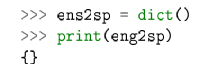 >>> ens2sp = dict()
>>> print(eng2sp)
{}